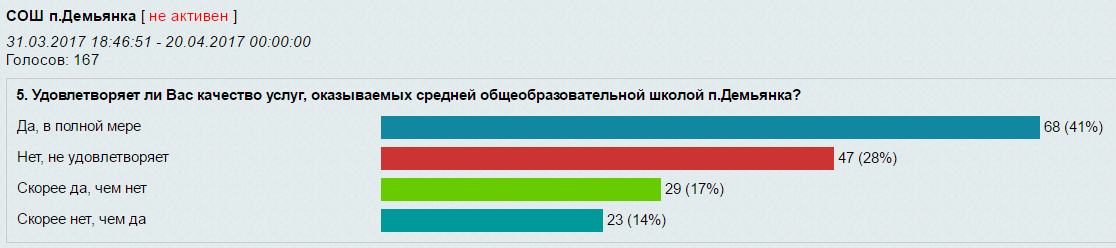 СОШ п.Демьянка [ не активен ]
31.03.2017 18:46:51 - 20.04.2017 00:00:00
Голосов: 167
5. Удовлетворяет ли Вас качество услуг, оказываемых средней общеобразовательной школой п.Демьянка?
Да, в полной мере 68 (41%)
Нет, не удовлетворяет 47 (28%)
Скорее да, чем нет 29 (17%)
Скорее нет, чем да 23 (14%)